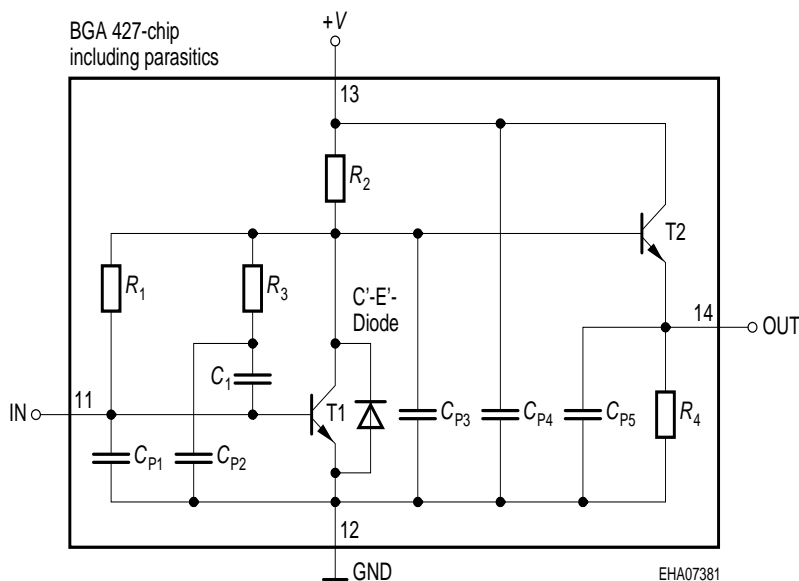 BGA 427-chip
including parasitics
+V
13
R2
T2
R1
R3
C'-E'-
Diode
14
OUT
C1
11
IN
T1
CP1
CP2
CP3
CP4
CP5
R4
12
GND
EHA07381